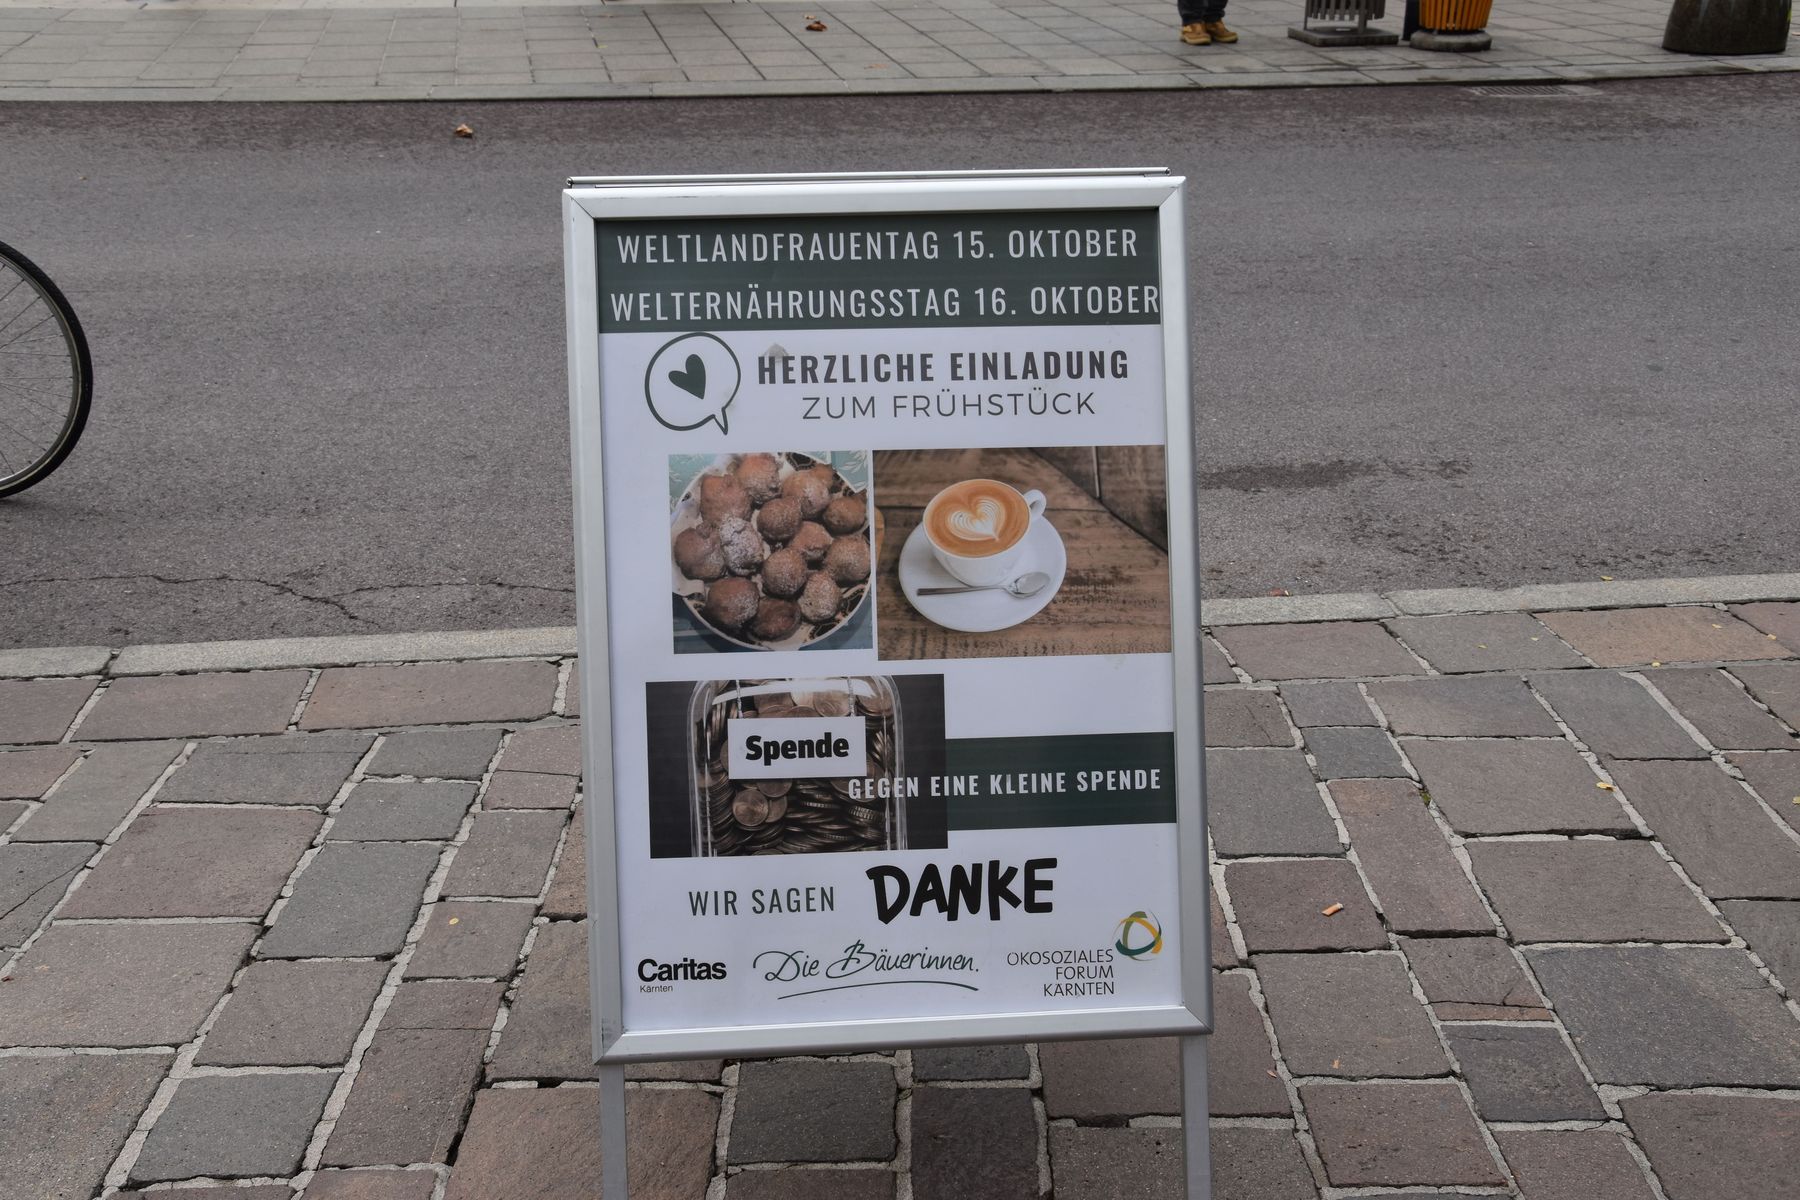 WELTLANDFRAUENTAG 15. OKTOBER
WELTERNÄHRUNGSSTAG 16. OKTOBER
HERZLICHE EINLADUNG
ZUM FRÜHSTÜCK
Spende
GEGEN EINE KLEINE SPENDE
WIR SAGEN DANKE
Caritas
Kärnten
Die Bäuerinnen.
ÖKOSOZIALES
FORUM
KÄRNTEN